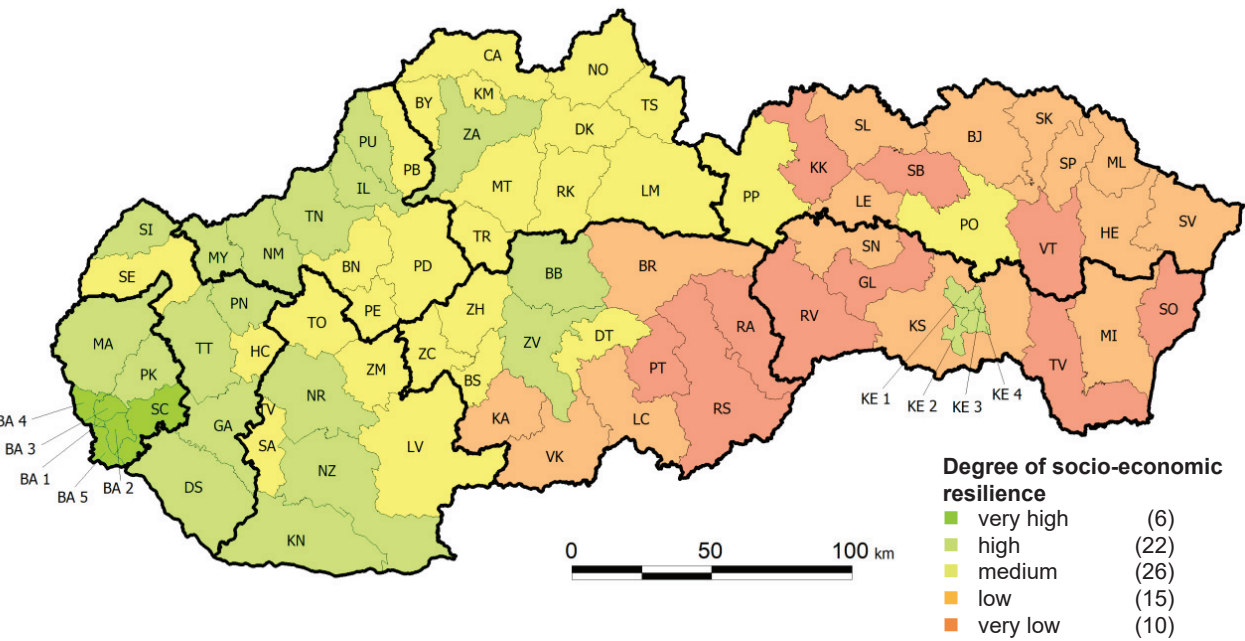 CA
NO
BY
KM
TS
ZA
DK
PU
PB
IL
MT
RK
LM
TN
TR
SI
MY
NM
SE
BN
PD
PE
PN
MA
TT
HC
TO
PK
SC
GA
DS
KN
NR
NZ
SA
ZM
LV
ZH
ZC
BS
BB
ZV
DT
BR
KA
VK
LC
PT
RA
RS
PP
KK
SL
LE
SB
BJ
SK
SP
ML
PO
VT
HE
SV
SN
GL
RV
KS
TV
MI
SO
BA 4
BA 3
BA 1
BA 5
BA 2
KE 1
KE 2
KE 3
KE 4
0 50 100 km
Degree of socio-economic
resilience
very high (6)
high (22)
medium (26)
low (15)
very low (10)